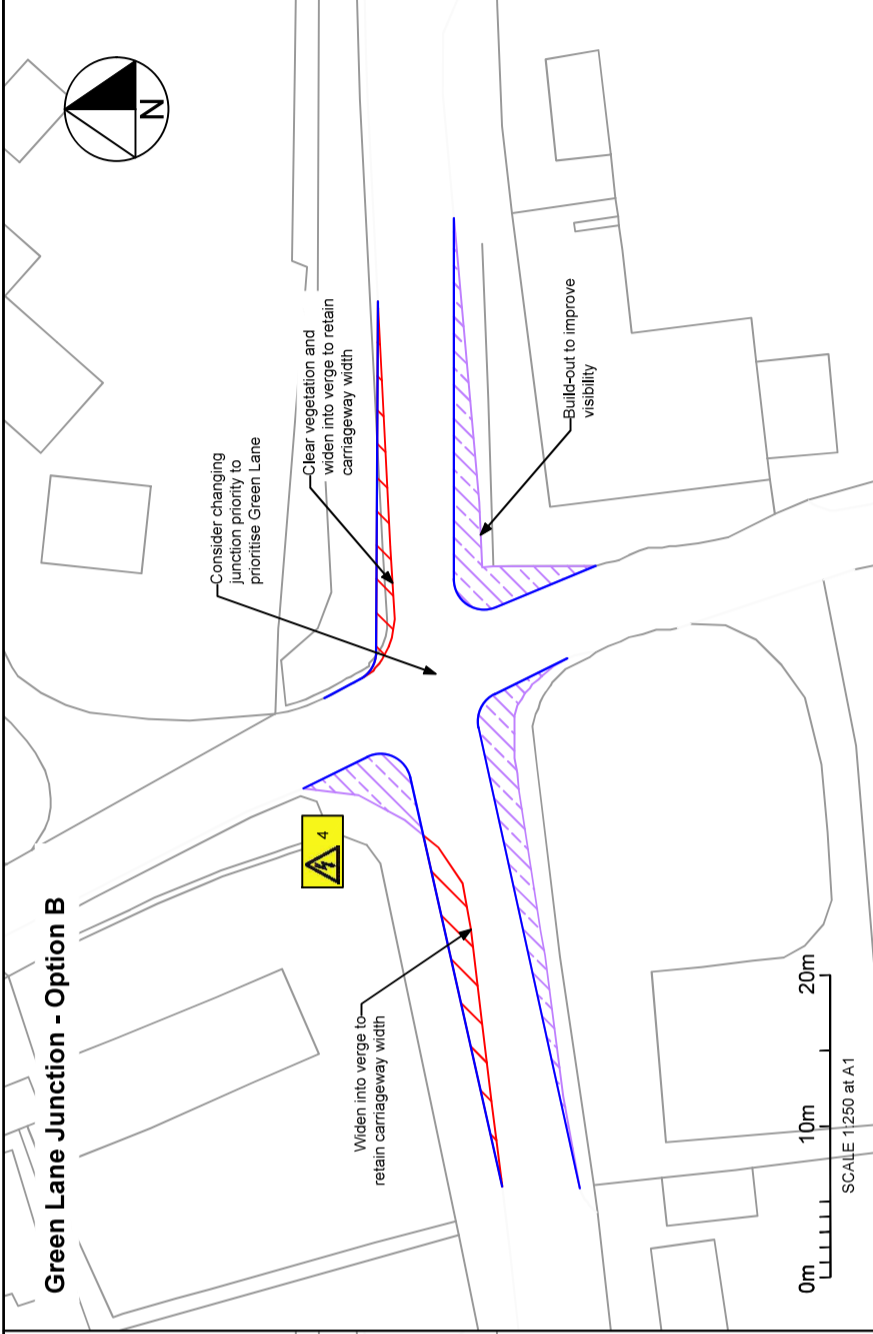 Green Lane Junction - Option B
N
Consider changing
junction priority to
prioritise Green Lane
Clear vegetation and
widen into verge to retain
carriageway width
4
Widen into verge to
retain carriageway width
Build-out to improve
visibility
0m
10m
20m
SCALE 1:250 at A1